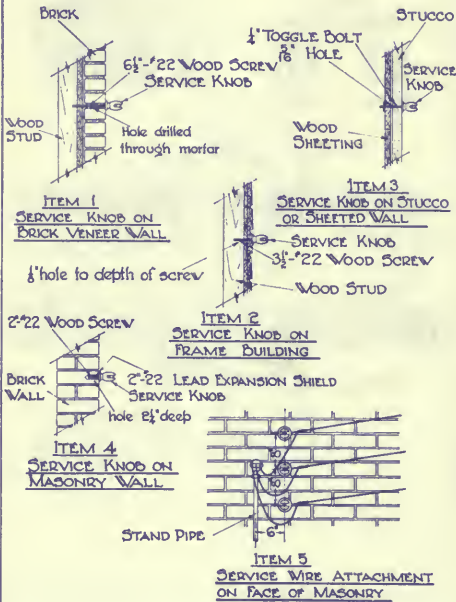 BRICK
6½"-#22 WOOD SCREW
SERVICE KNOB
WOOD
STUD
Hole drilled
through mortar
ITEM 1
SERVICE KNOB ON
BRICK VENEER WALL
STUCCO
¼" TOGGLE BOLT
5/16" HOLE
SERVICE
KNOB
WOOD
SHEETING
ITEM 3
SERVICE KNOB ON STUCCO
OR SHEETED WALL
SERVICE KNOB
3½"-#22 WOOD SCREW
hole to depth of screw
WOOD STUD
ITEM 2
SERVICE KNOB ON
FRAME BUILDING
2"-#22 WOOD SCREW
BRICK
WALL
2"-#22 LEAD EXPANSION SHIELD
SERVICE KNOB
hole 2¼" deep
ITEM 4
SERVICE KNOB ON
MASONRY WALL
8"
8"
STAND PIPE
6"
ITEM 5
SERVICE WIRE ATTACHMENT
ON FACE OF MASONRY